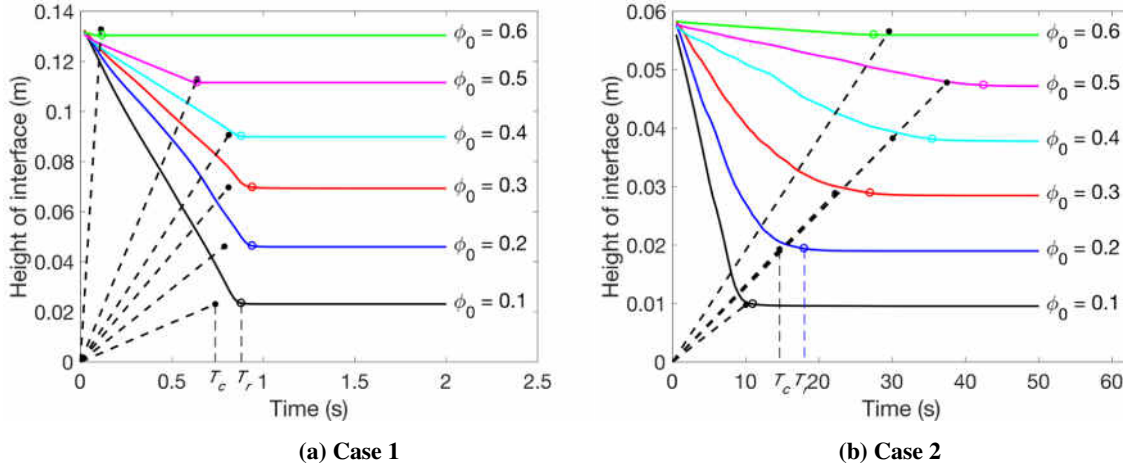 0.14
0.12
0.1
0.08
0.06
0.04
0.02
0
Height of interface (m)
ϕ0 = 0.6
ϕ0 = 0.5
ϕ0 = 0.4
ϕ0 = 0.3
ϕ0 = 0.2
ϕ0 = 0.1
0 0.5 Tc Tr 1 1.5 2 2.5
Time (s)
(a) Case 1
0.06
0.05
0.04
0.03
0.02
0.01
0
Height of interface (m)
ϕ0 = 0.6
ϕ0 = 0.5
ϕ0 = 0.4
ϕ0 = 0.3
ϕ0 = 0.2
ϕ0 = 0.1
0 10 Tc Tr 20 30 40 50 60
Time (s)
(b) Case 2